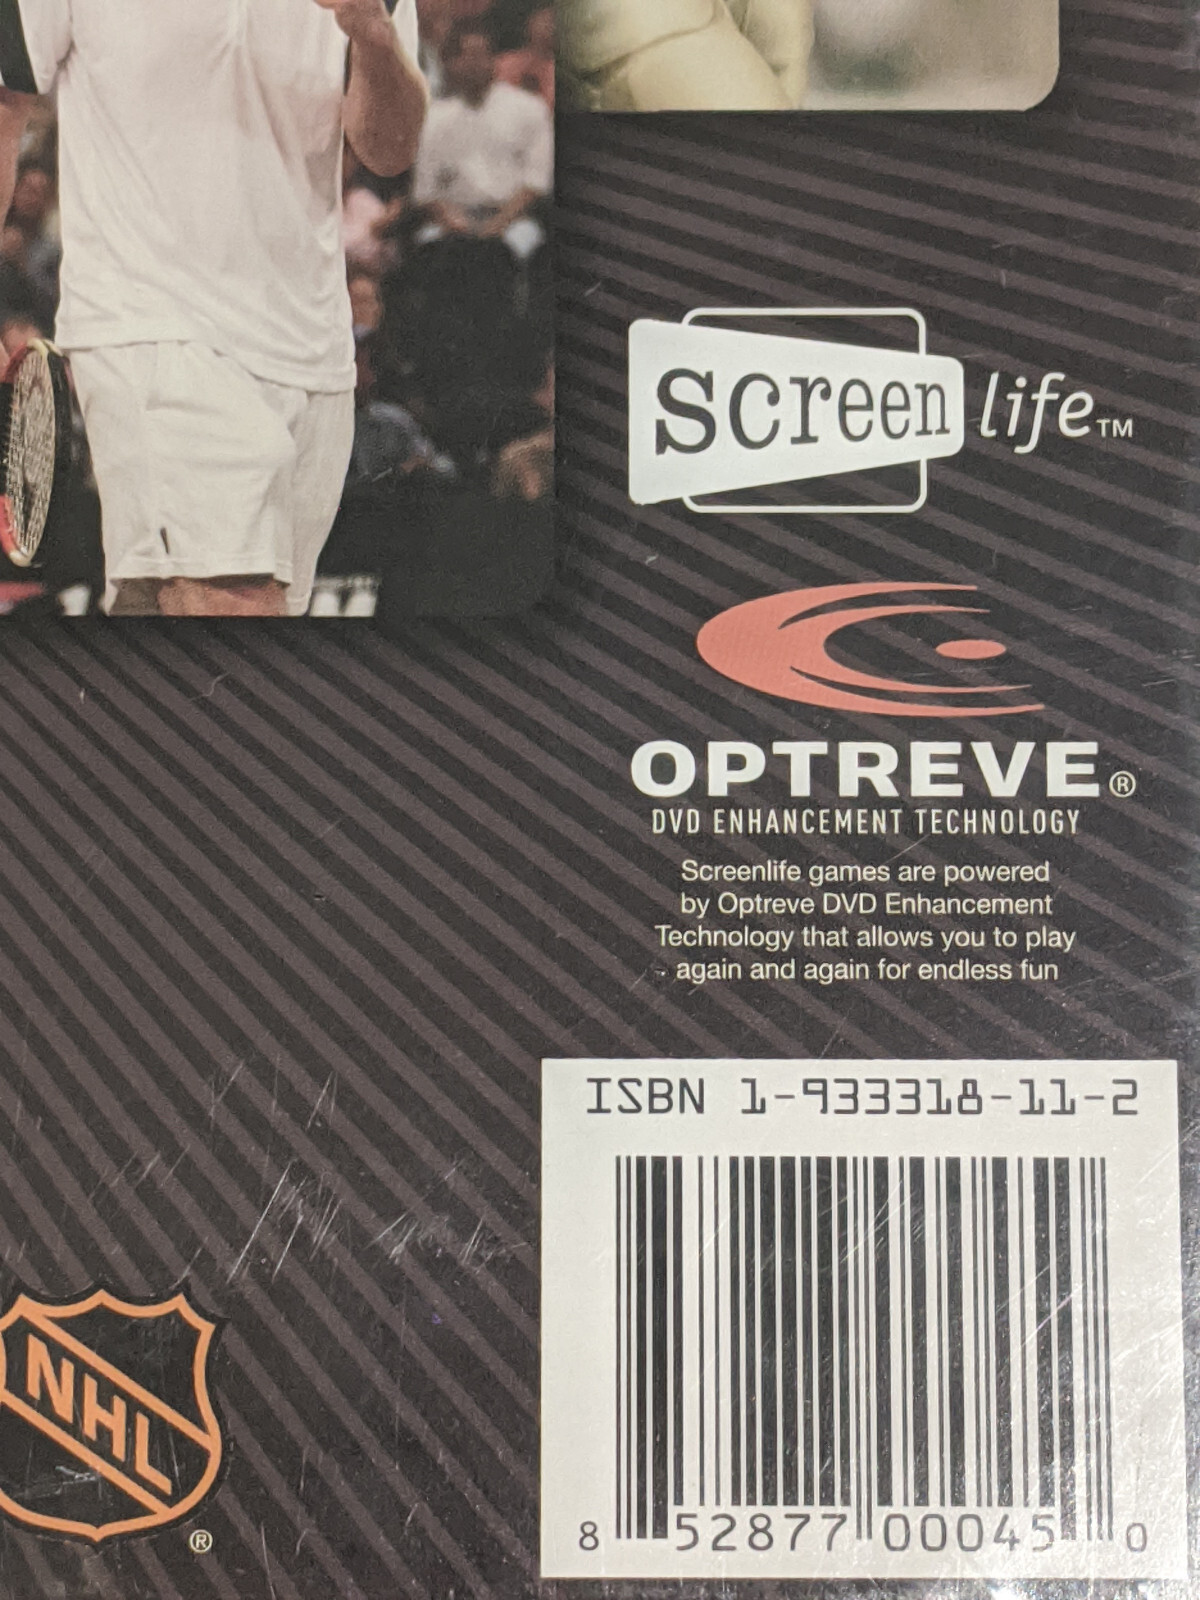 screen life™
OPTREVE®
DVD ENHANCEMENT TECHNOLOGY
Screenlife games are powered
by Optreve DVD Enhancement
Technology that allows you to play
again and again for endless fun
ISBN 1-933318-11-2
8 52877 00045 0
NHL®